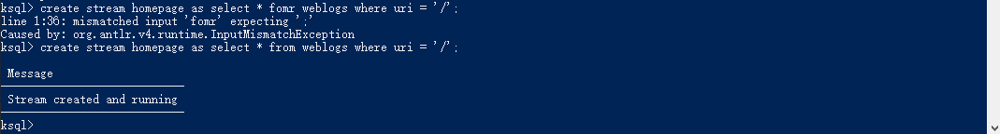 ksql> create stream homepage as select * fomr weblogs where uri = '/';
line 1:36: mismatched input 'fomr' expecting ';'
Caused by: org.antlr.v4.runtime.InputMismatchException
ksql> create stream homepage as select * from weblogs where uri = '/';
Message
Stream created and running
ksql>